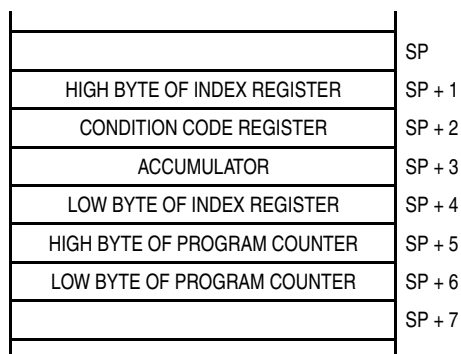 SP
HIGH BYTE OF INDEX REGISTER SP + 1
CONDITION CODE REGISTER SP + 2
ACCUMULATOR SP + 3
LOW BYTE OF INDEX REGISTER SP + 4
HIGH BYTE OF PROGRAM COUNTER SP + 5
LOW BYTE OF PROGRAM COUNTER SP + 6
SP + 7